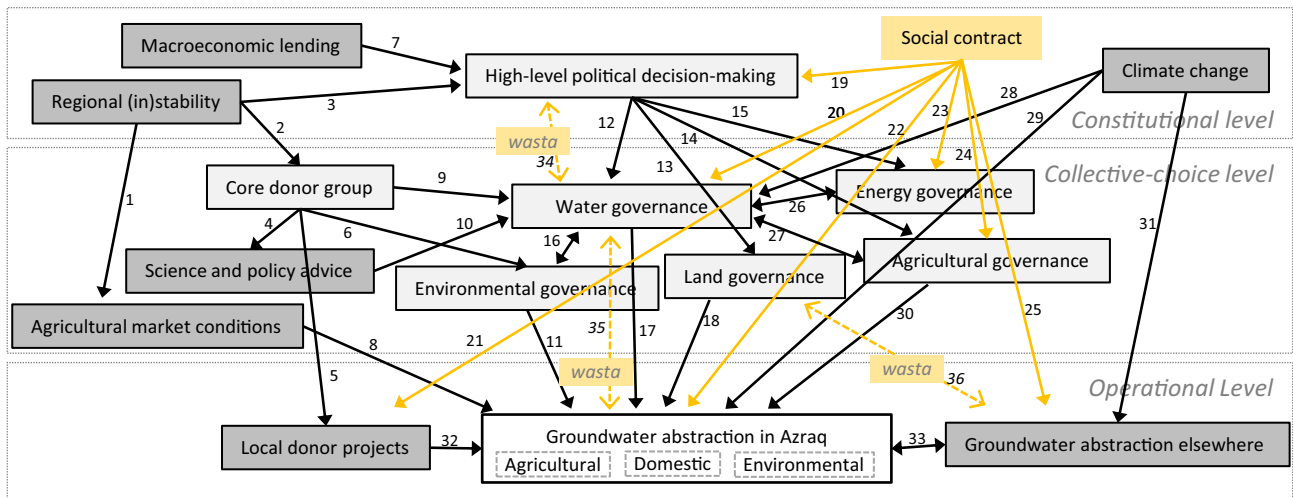 Macroeconomic lending
7
Social contract
High-level political decision-making
Climate change
19
Regional (in)stability
3
28
2
12
15
20
23
29
14
22
wasta
Constitutional level
34
13
24
Core donor group
9
Energy governance
Collective-choice level
1
Water governance
26
4
6
10
27
31
16
Science and policy advice
Land governance
Agricultural governance
Environmental governance
Agricultural market conditions
35
17
18
30
25
21
11
8
wasta
wasta
36
5
Operational Level
Local donor projects
32
Groundwater abstraction in Azraq
33
Groundwater abstraction elsewhere
Agricultural
Domestic
Environmental